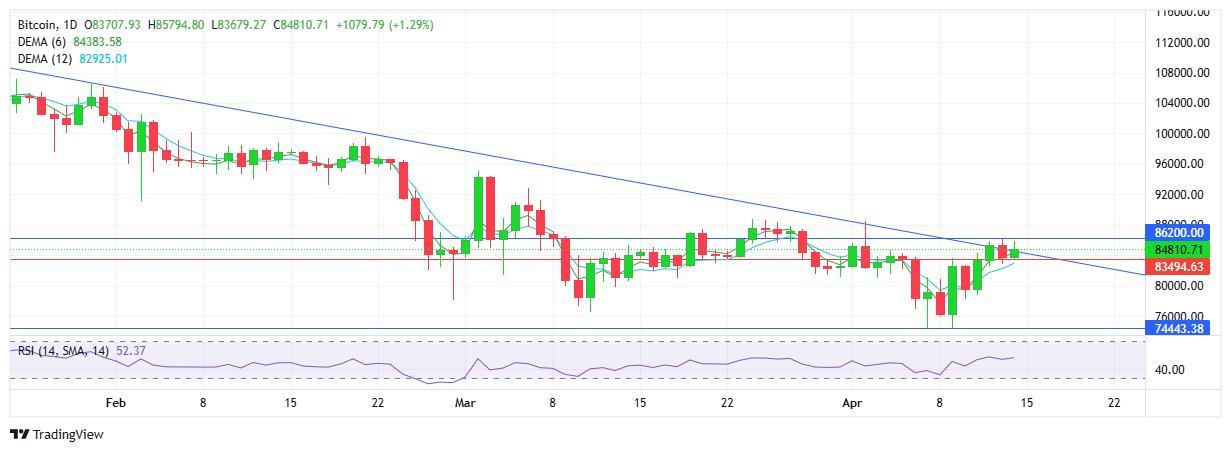 116000.00
Bitcoin, 1D O83707.93 H85794.80 L83679.27 C84810.71 +1079.79 (+1.29%)
DEMA (6) 84383.58
112000.00
DEMA (12) 82925.01
108000.00
104000.00
100000.00
96000.00
92000.00
88000.00
86200.00
84810.71
83494.63
80000.00
76000.00
74443.38
RSI (14, SMA, 14) 52.37
40.00
Feb 8 15 22 Mar 8 15 22 Apr 8 15 22
TradingView